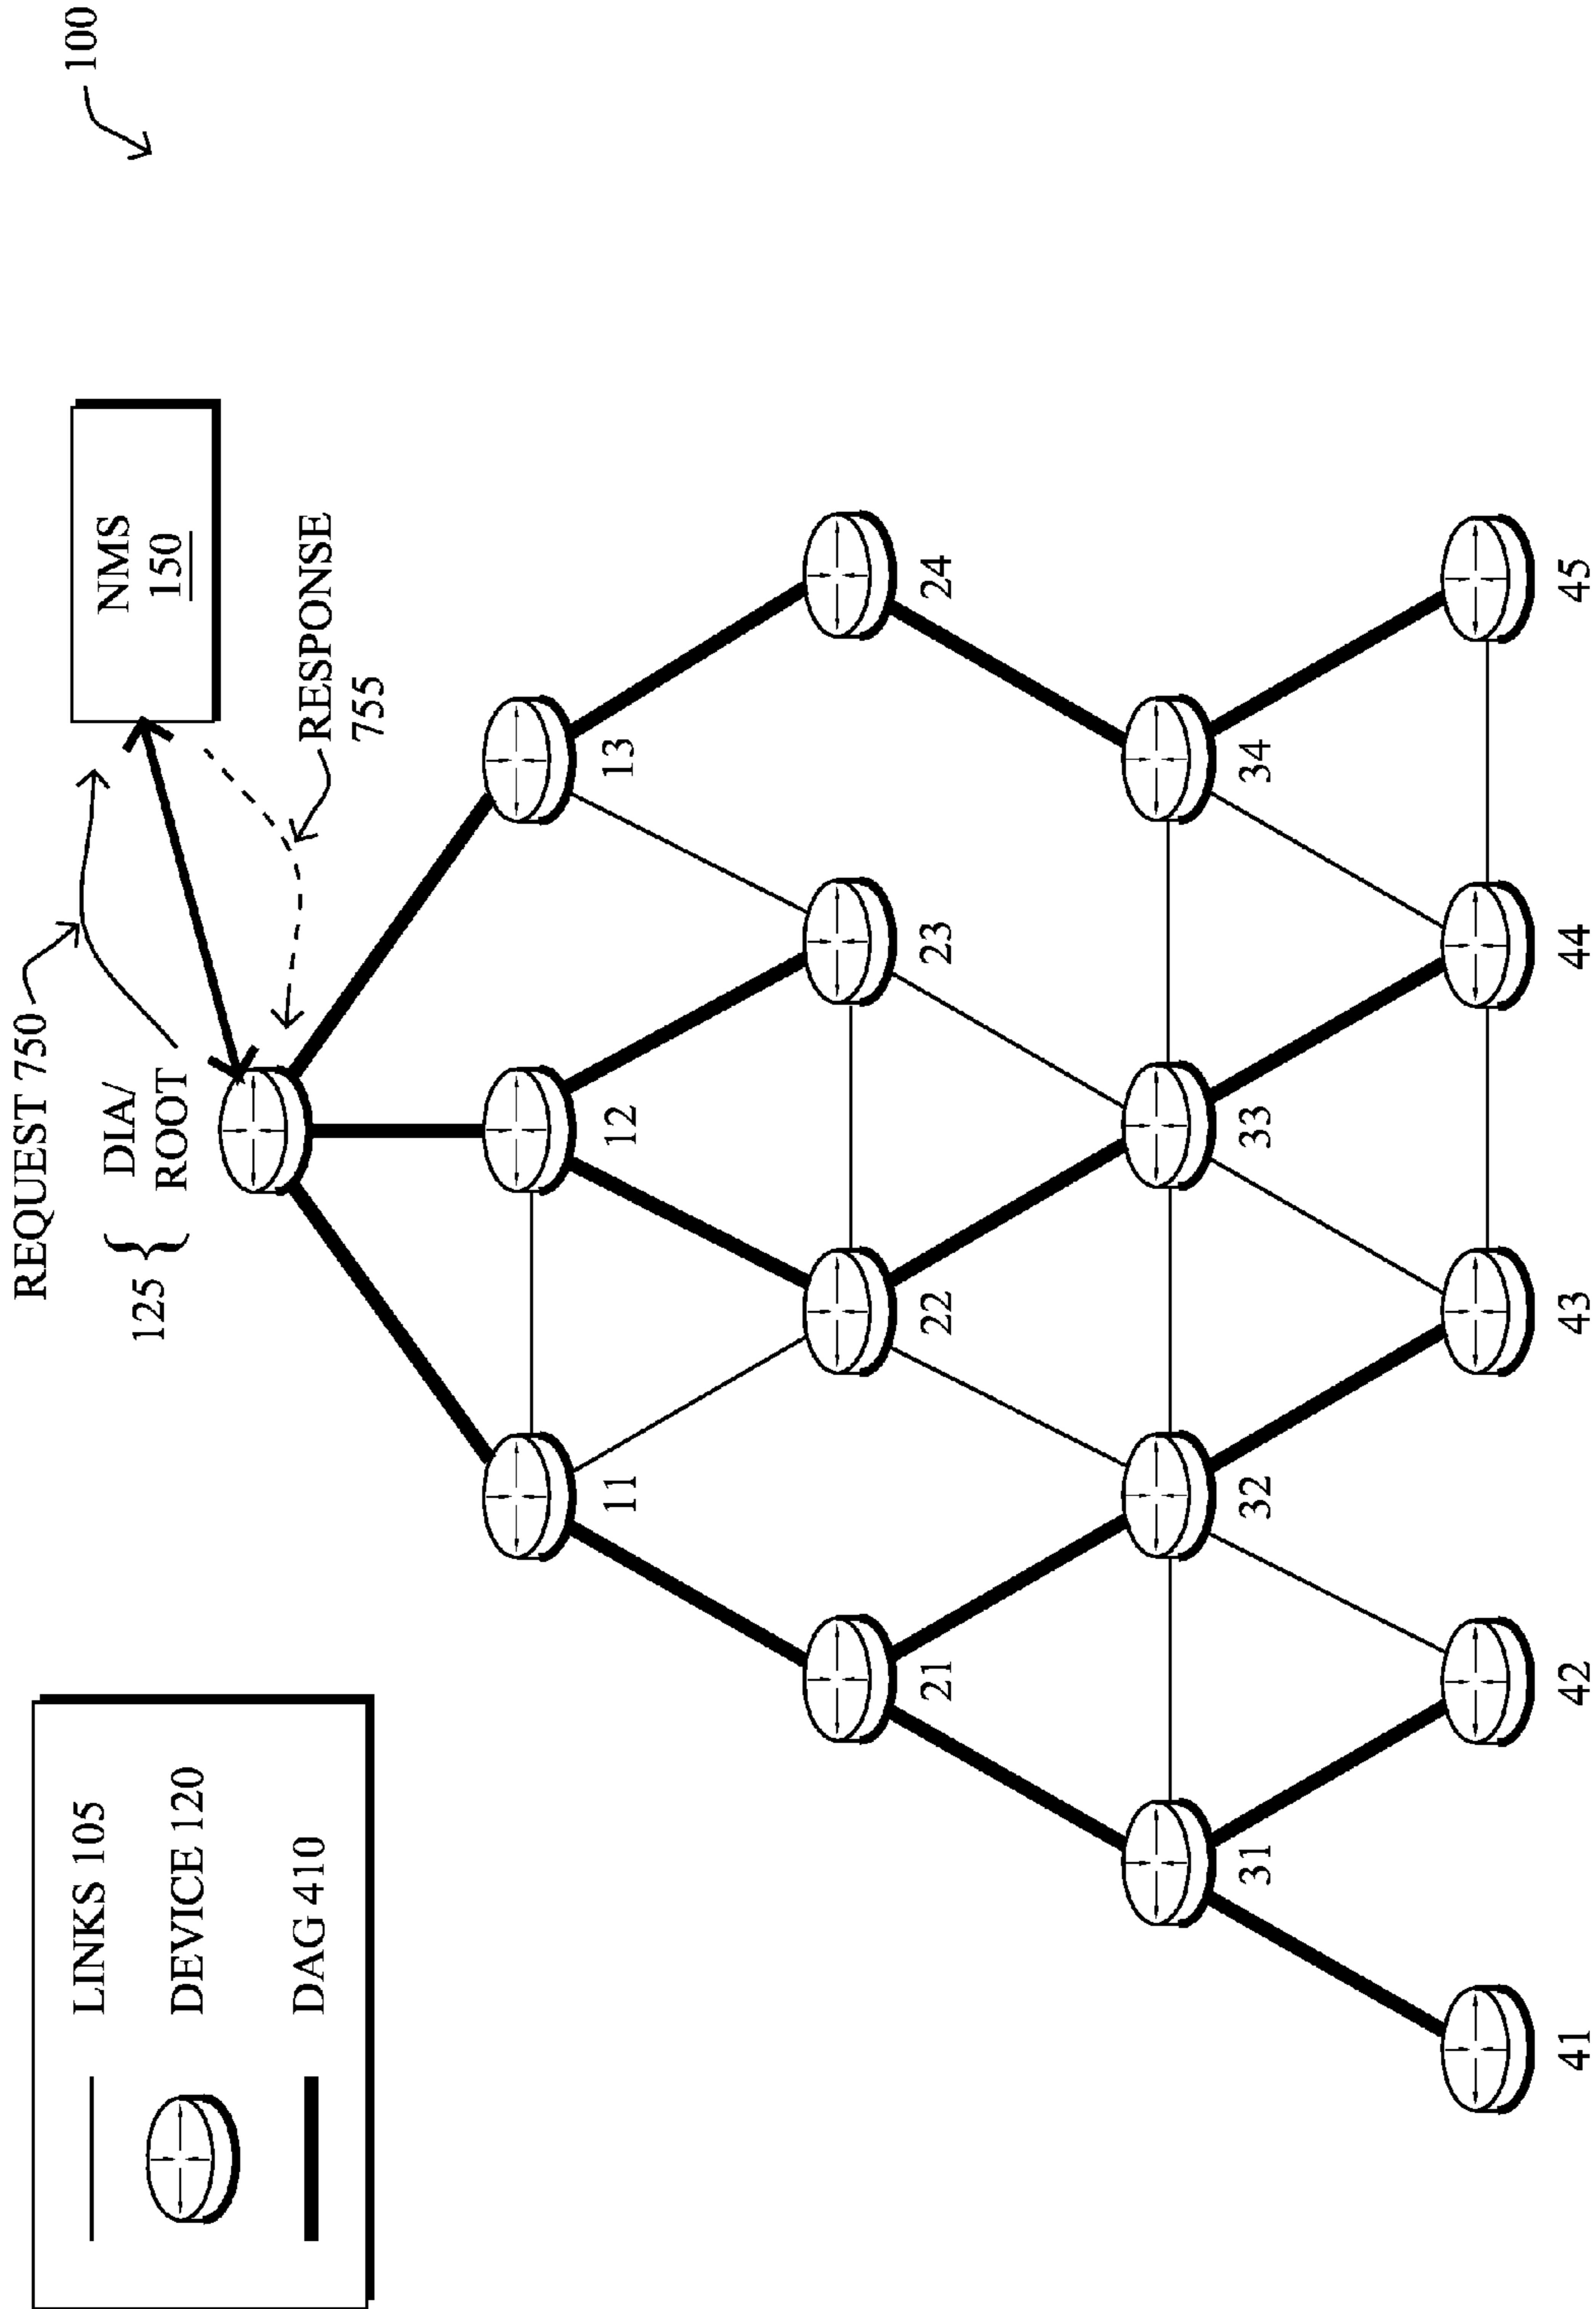 LINKS 105
DEVICE 120
DAG 410
REQUEST 750
125 { DIA/
ROOT
NMS
150
RESPONSE
755
100
11
12
13
21
22
23
24
31
32
33
34
41
42
43
44
45